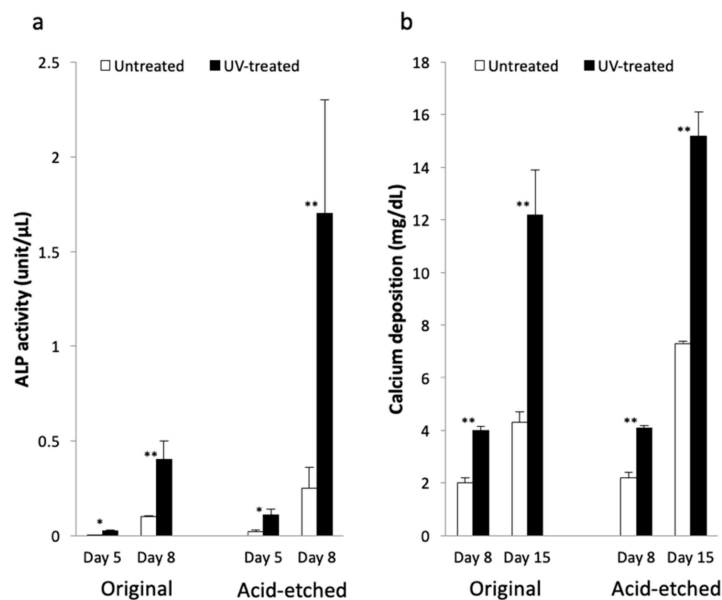 a
Untreated UV-treated
ALP activity (unit/μL)
2.5
2
1.5
1
0.5
0
**
**
*
*
Day 5 Day 8 Day 5 Day 8
Original Acid-etched
b
Untreated UV-treated
Calcium deposition (mg/dL)
18
16
14
12
10
8
6
4
2
0
**
**
**
**
Day 8 Day 15 Day 8 Day 15
Original Acid-etched